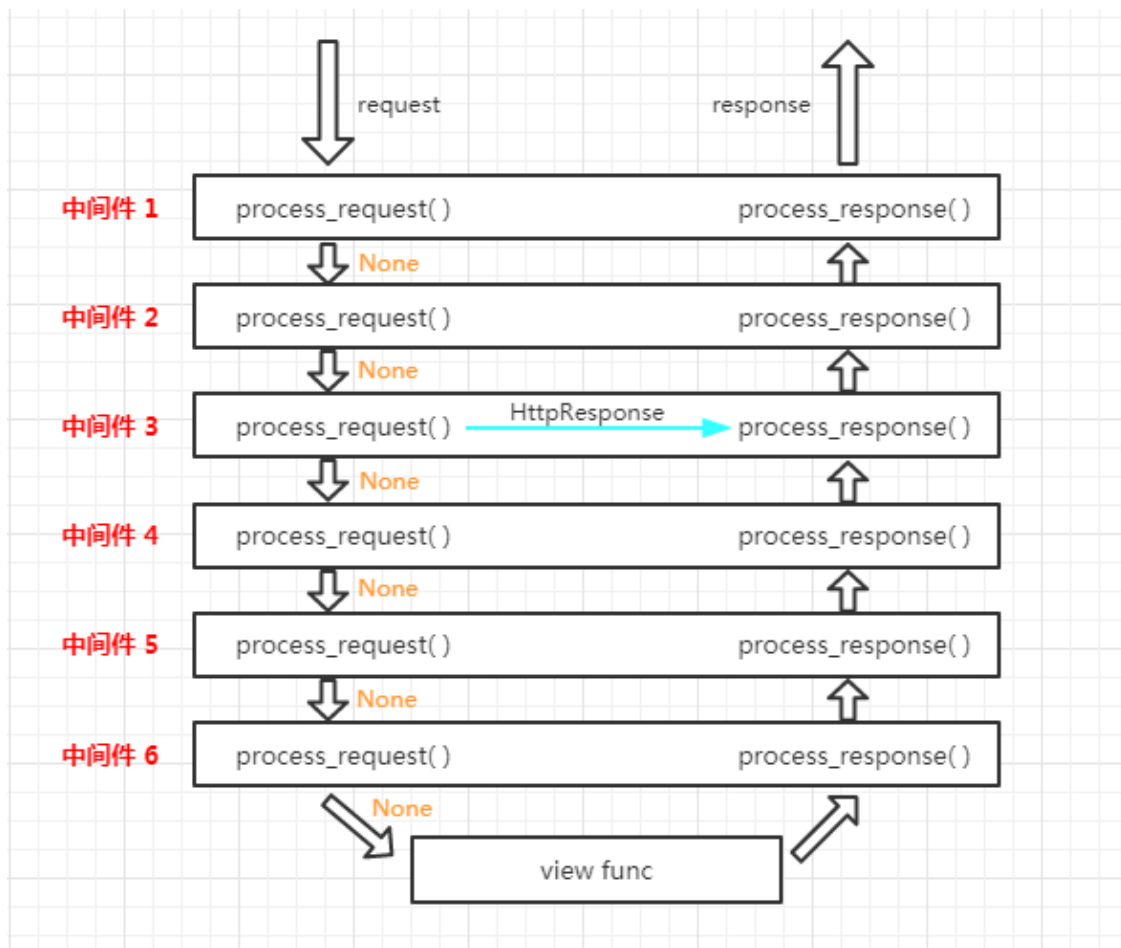 request
response
中间件 1
process_request( )
process_response( )
None
中间件 2
process_request( )
process_response( )
None
中间件 3
process_request( )
HttpResponse
process_response( )
None
中间件 4
process_request( )
process_response( )
None
中间件 5
process_request( )
process_response( )
None
中间件 6
process_request( )
process_response( )
None
view func